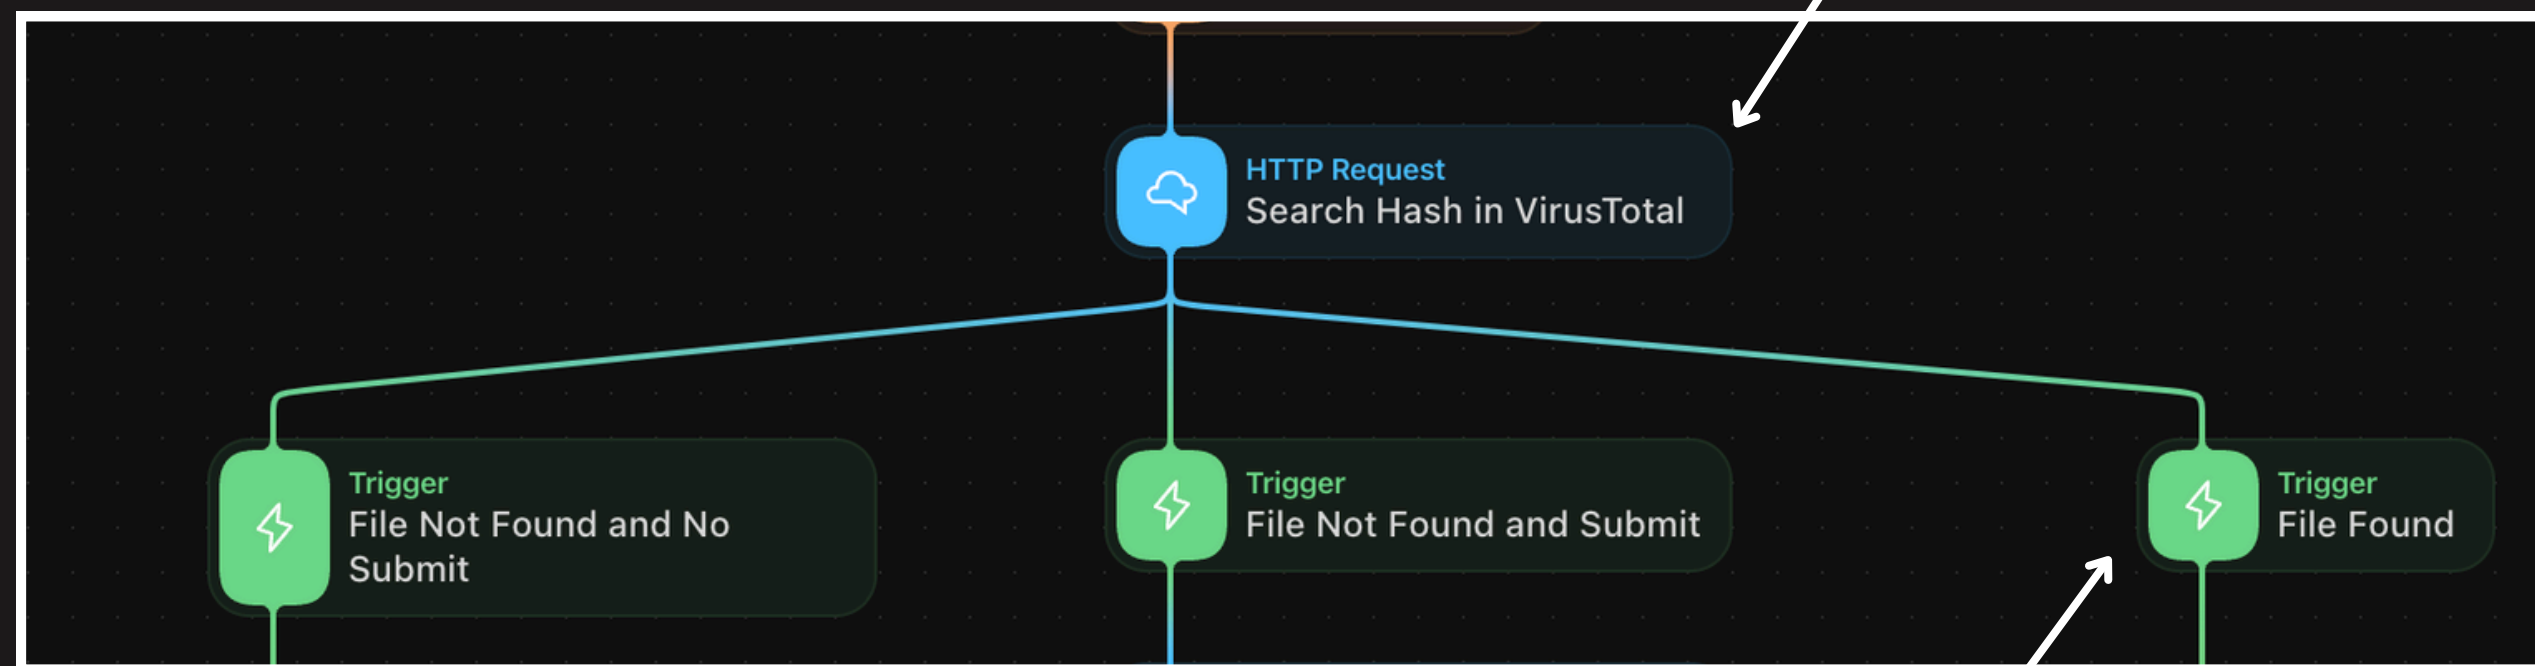 HTTP Request
Search Hash in VirusTotal
Trigger
File Not Found and No
Submit
Trigger
File Not Found and Submit
Trigger
File Found